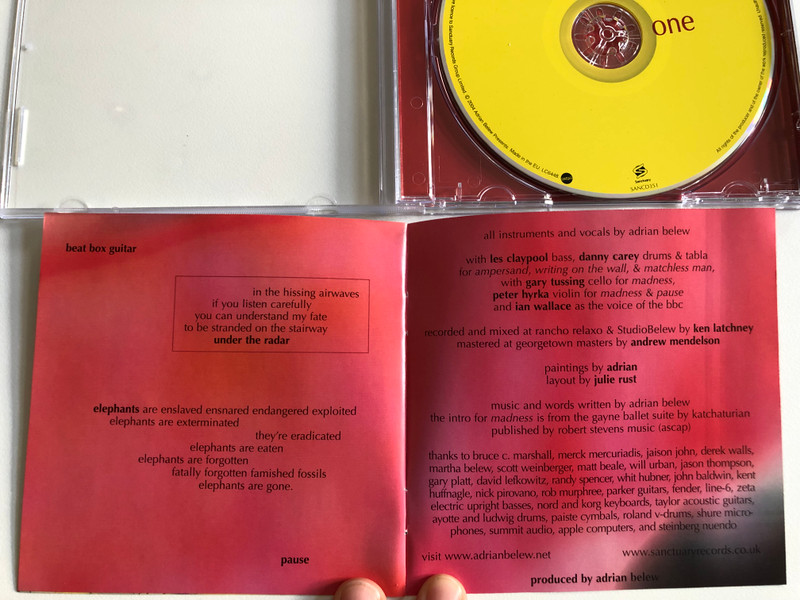 one
© 2004 Adrian Belew Presents. Made in the EU. LC6448
Sanctuary
SANCD351
beat box guitar
in the hissing airwaves
if you listen carefully
you can understand my fate
to be stranded on the stairway
under the radar
elephants are enslaved ensnared endangered exploited
elephants are exterminated
they're eradicated
elephants are eaten
elephants are forgotten
fatally forgotten famished fossils
elephants are gone.
pause
all instruments and vocals by adrian belew
with les claypool bass, danny carey drums & tabla
for ampersand, writing on the wall, & matchless man,
with gary tussing cello for madness,
peter hyrka violin for madness & pause
and ian wallace as the voice of the bbc
recorded and mixed at rancho relaxo & StudioBelew by ken latchney
mastered at georgetown masters by andrew mendelson
paintings by adrian
layout by julie rust
music and words written by adrian belew
the intro for madness is from the gayne ballet suite by katchaturian
published by robert stevens music (ascap)
thanks to bruce c. marshall, merck mercuriadis, jaison john, derek walls,
martha belew, scott weinberger, matt beale, will urban, jason thompson,
gary platt, david lefkowitz, randy spencer, whit hubner, john baldwin, kent
huffnagle, nick pirovano, rob murphree, parker guitars, fender, line-6, zeta
electric upright basses, nord and korg keyboards, taylor acoustic guitars,
ayotte and ludwig drums, paiste cymbals, roland v-drums, shure micro-
phones, summit audio, apple computers, and steinberg nuendo
visit www.adrianbelew.net www.sanctuaryrecords.co.uk
produced by adrian belew